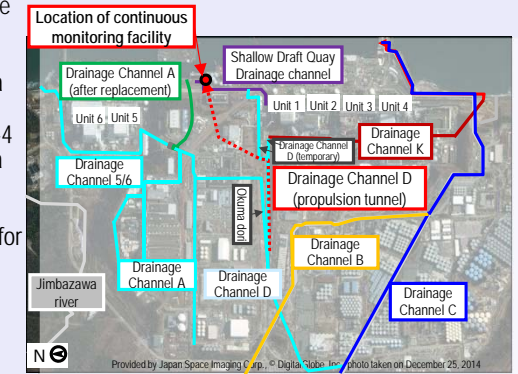 e
Location of continuous
monitoring facility
Shallow Draft Quay
Drainage channel
Drainage Channel A
(after replacement)
Unit 1
Unit 2
Unit 3
Unit 4
4
Unit 6
Unit 5
Drainage Channel
D (temporary)
Drainage
Channel K
Drainage
Channel 5/6
Drainage Channel D
(propulsion tunnel)
Okuma dori
for
Drainage
Channel B
Jimbazawa
river
Drainage
Channel A
Drainage
Channel D
Drainage
Channel C
N
Provided by Japan Space Imaging Corp., © DigitalGlobe, Inc., photo taken on December 25, 2014